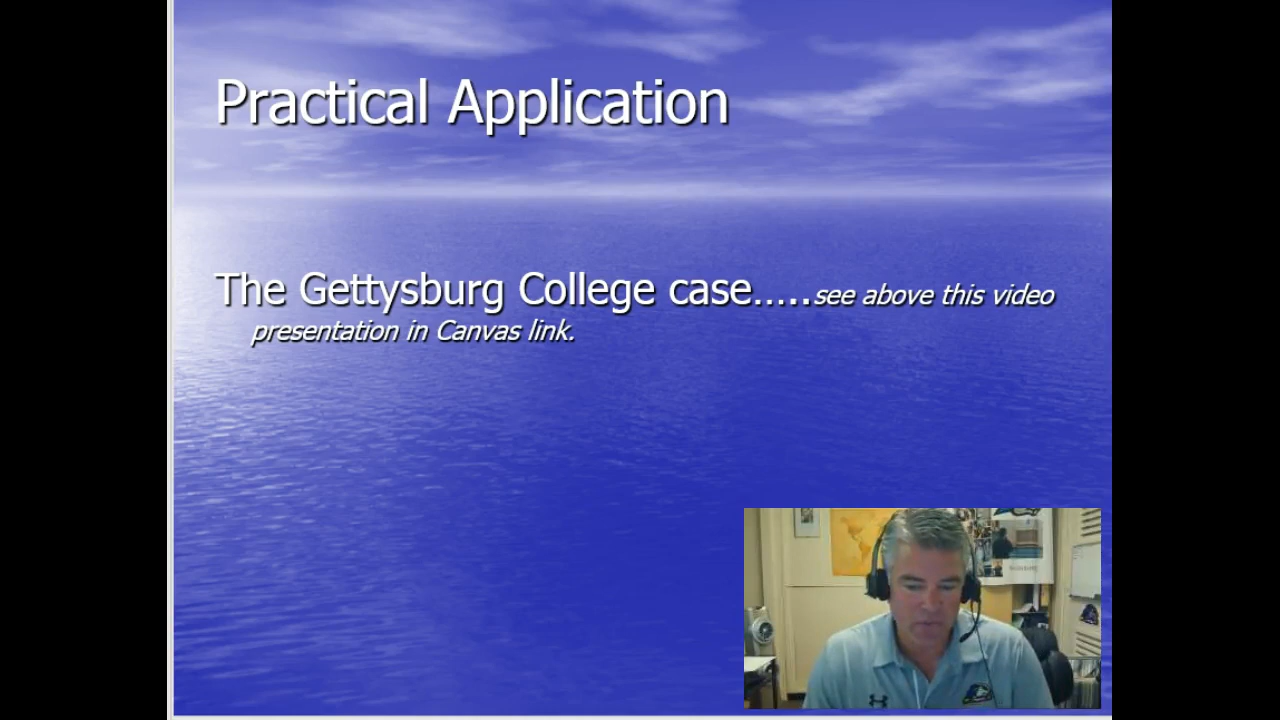 Practical Application
The Gettysburg College case.....see above this video
presentation in Canvas link.